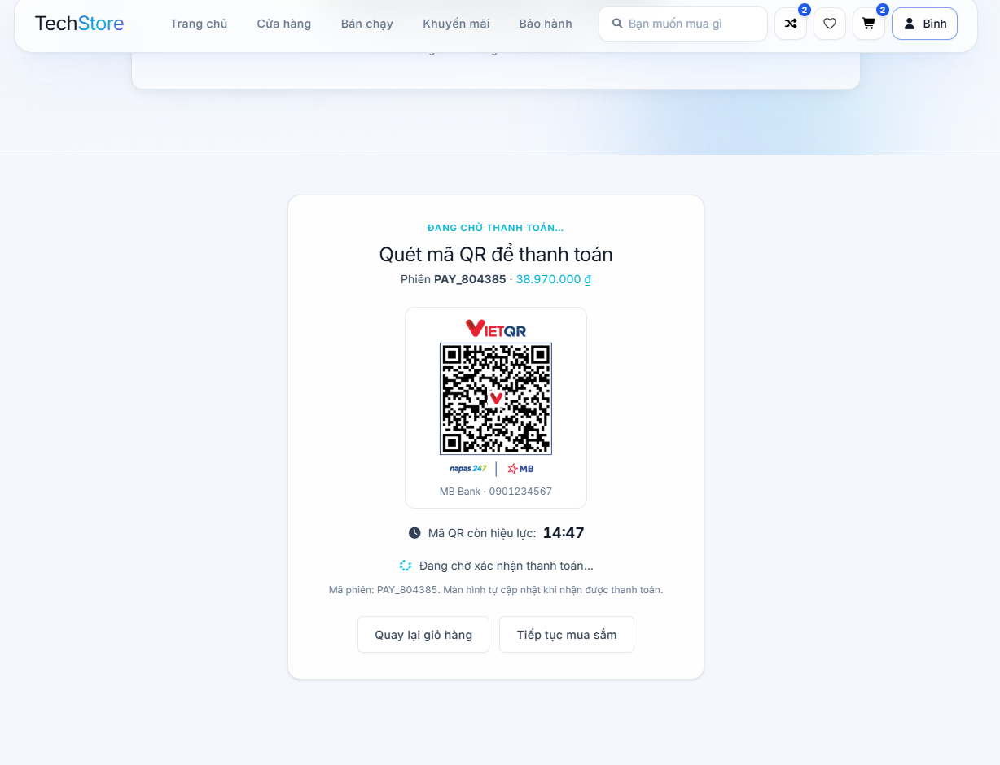 TechStore
Trang chủ
Cửa hàng
Bán chạy
Khuyến mãi
Bảo hành
Bạn muốn mua gì
2
2
Bình
ĐANG CHỜ THANH TOÁN...
Quét mã QR để thanh toán
Phiên PAY_804385 · 38.970.000 ₫
VIETQR
napas 247
MB
MB Bank · 0901234567
Mã QR còn hiệu lực: 14:47
Đang chờ xác nhận thanh toán...
Mã phiên: PAY_804385. Màn hình tự cập nhật khi nhận được thanh toán.
Quay lại giỏ hàng
Tiếp tục mua sắm